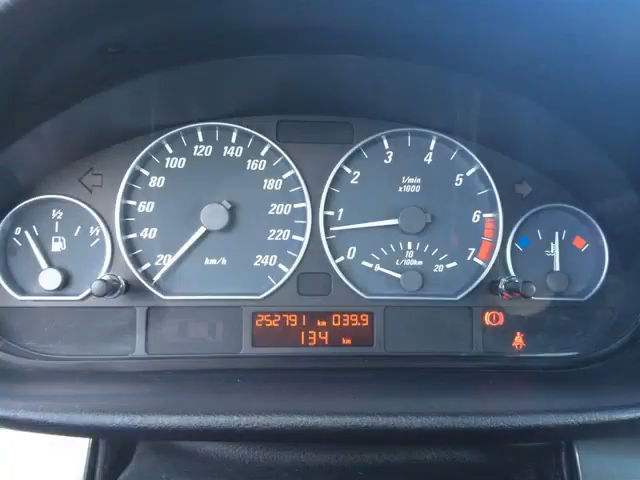 0 1/2 1/1
20 40 60 80 100 120 140 160 180 200 220 240
km/h
0 1 2 3 4 5 6 7
1/min
x1000
10 20
L/100km
252791 km 039.9
134 km